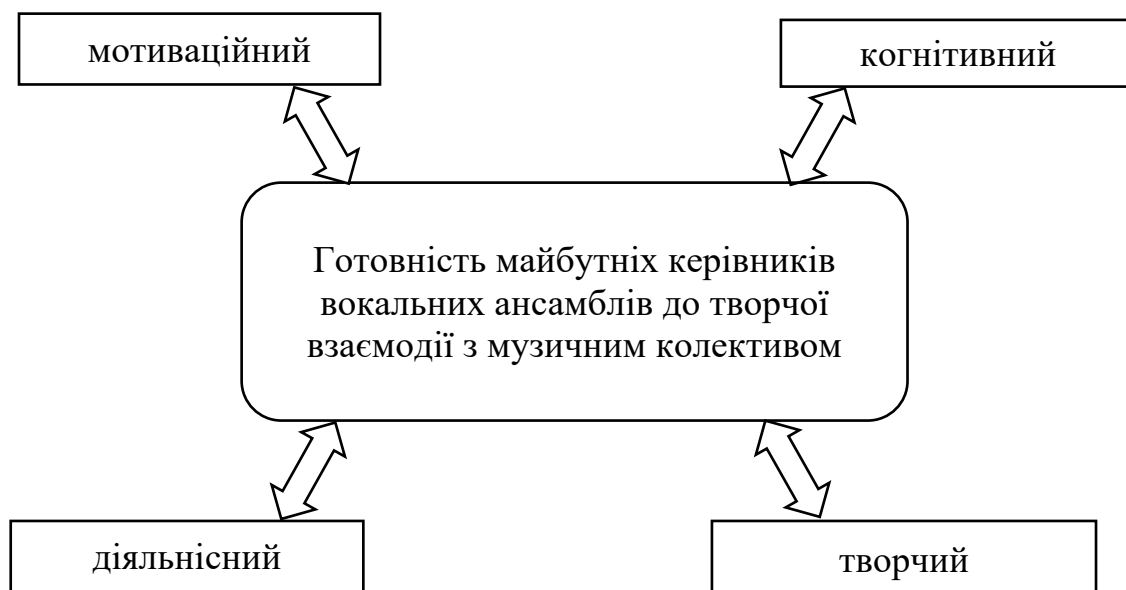 мотиваційний
когнітивний
Готовність майбутніх керівників
вокальних ансамблів до творчої
взаємодії з музичним колективом
діяльнісний
творчий